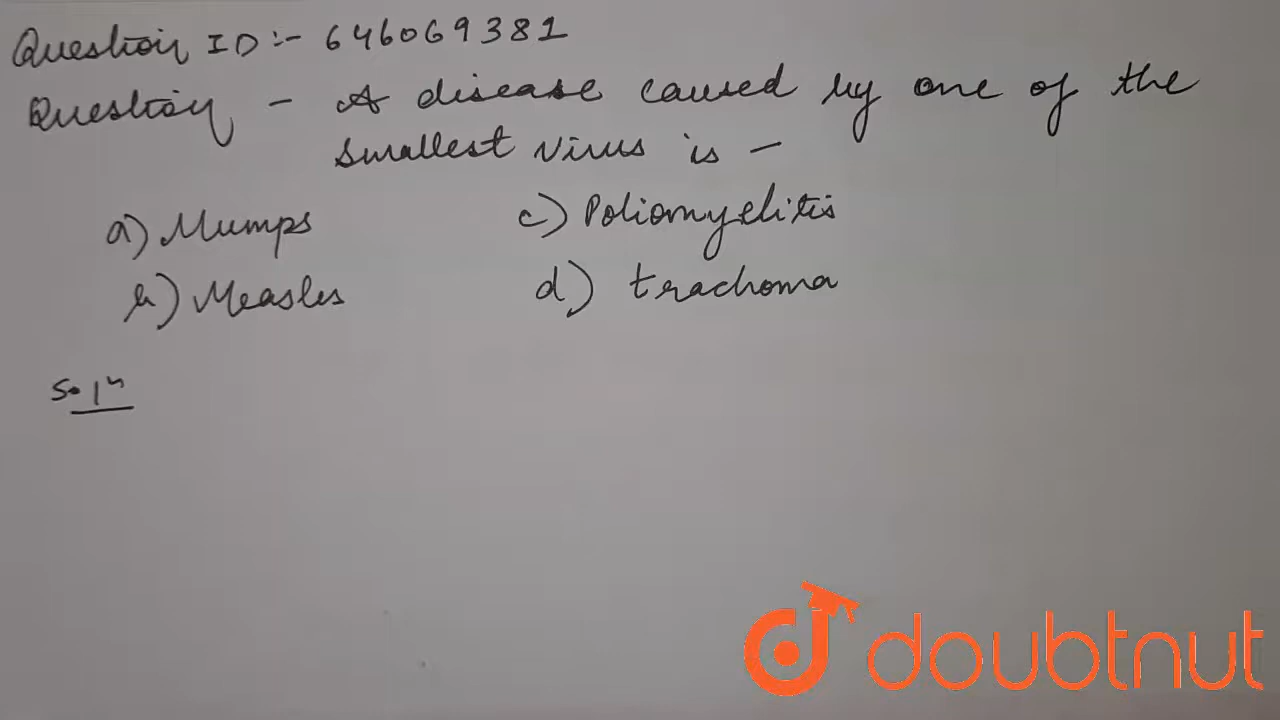 Question ID :- 646069381
Question - A disease caused by one of the
smallest virus is -
a) Mumps
c) Poliomyelitis
b) Measles
d) trachoma
Solⁿ
doubtnut